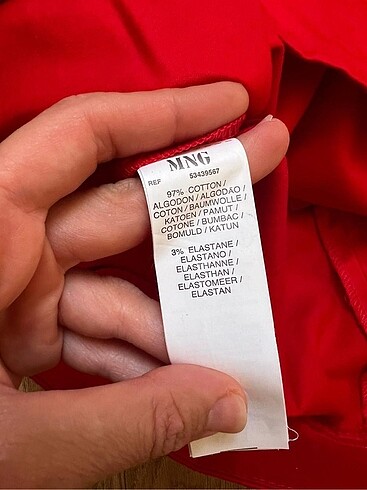 MNG
REF 53439567
97% COTTON /
ALGODON / ALGODAO /
COTON / BAUMWOLLE /
KATOEN / PAMUT /
COTONE / BUMBAC /
BOMULD / KATUN
3% ELASTANE /
ELASTANO /
ELASTHANNE /
ELASTHAN /
ELASTOMEER /
ELASTAN